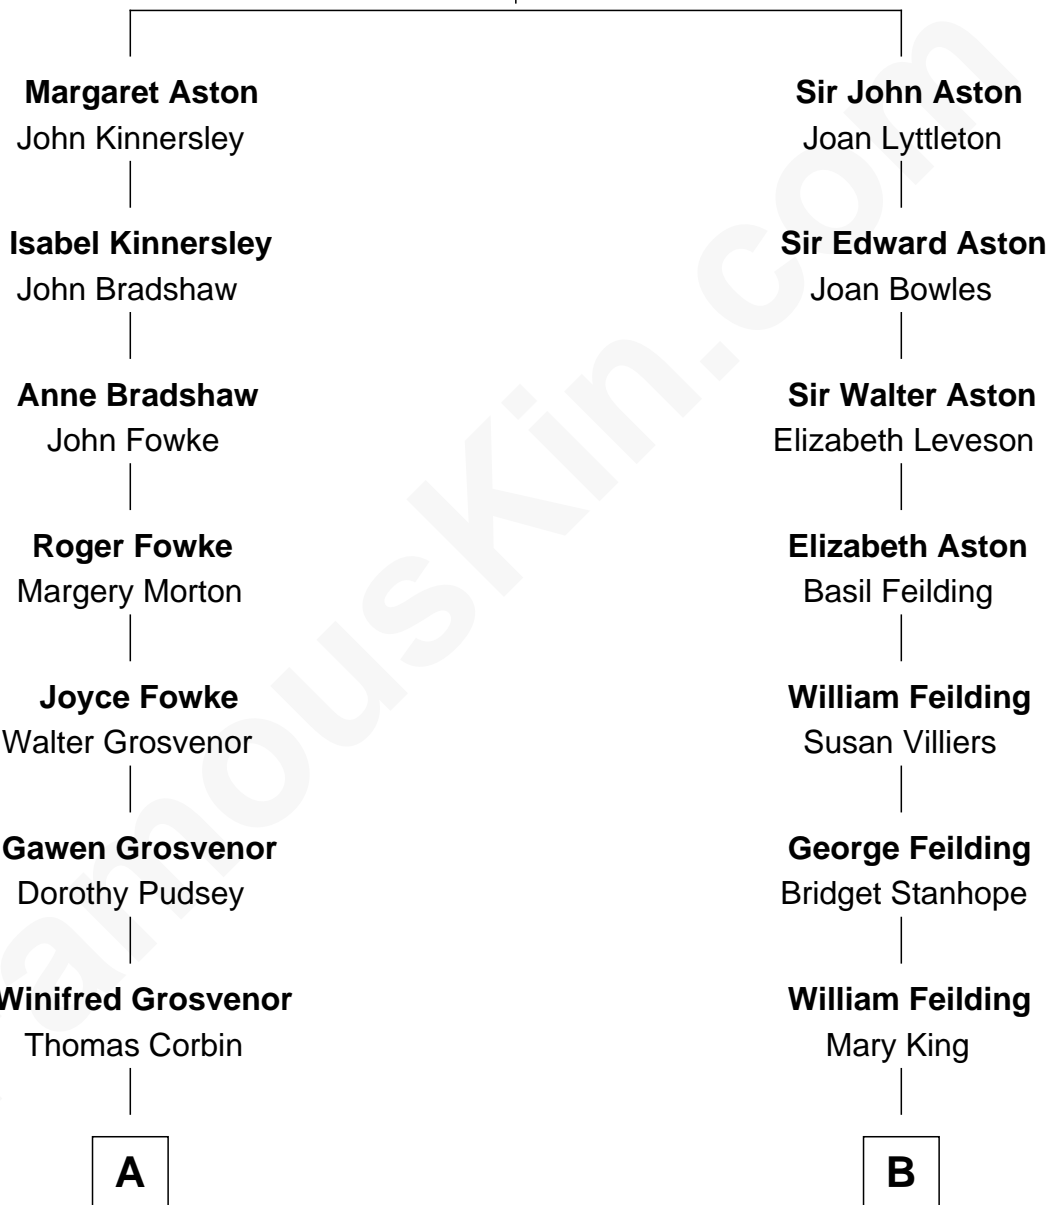 Margaret Aston
John Kinnersley
Isabel Kinnersley
John Bradshaw
Anne Bradshaw
John Fowke
Roger Fowke
Margery Morton
Joyce Fowke
Walter Grosvenor
Gawen Grosvenor
Dorothy Pudsey
Winifred Grosvenor
Thomas Corbin
A
Sir John Aston
Joan Lyttleton
Sir Edward Aston
Joan Bowles
Sir Walter Aston
Elizabeth Leveson
Elizabeth Aston
Basil Feilding
William Feilding
Susan Villiers
George Feilding
Bridget Stanhope
William Feilding
Mary King
B
amouskin.com